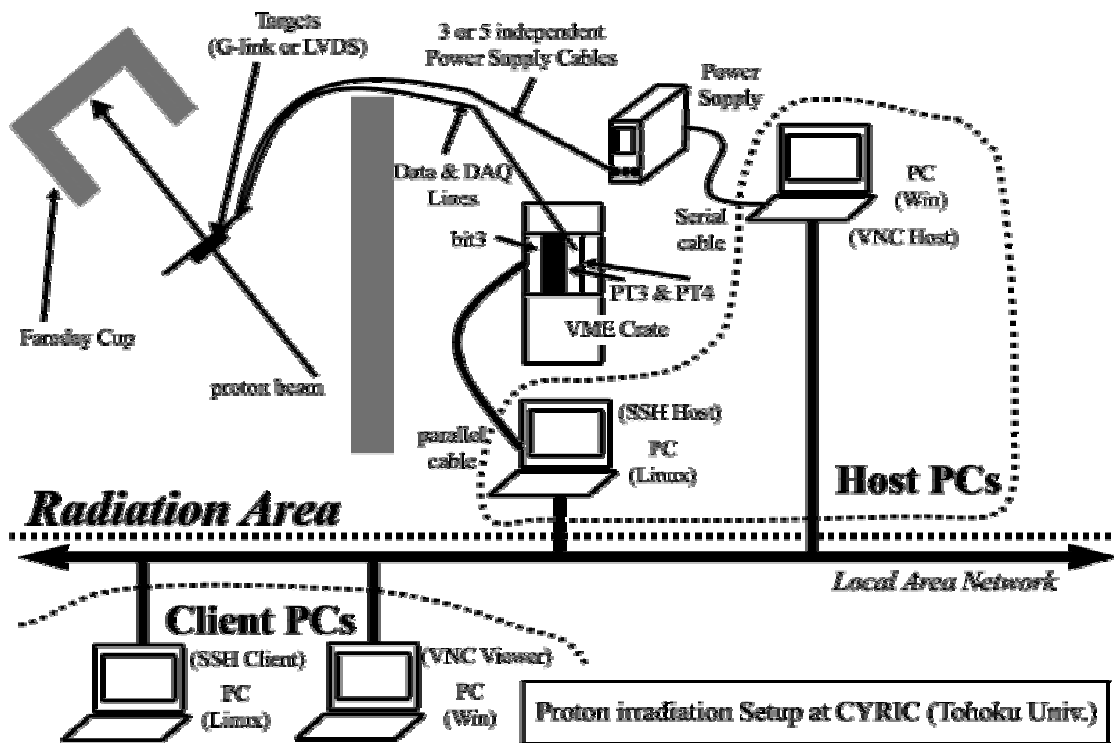 Targets
(G-link or LVDS)
3 or 5 independent
Power Supply Cables
Power
Supply
Data & DAQ
Lines
PC
(Win)
(VNC Host)
Serial
cable
bit3
PT3 & PT4
VME Crate
Faraday Cup
proton beam
(SSH Host)
PC
(Linux)
parallel
cable
Host PCs
Radiation Area
Local Area Network
Client PCs
(SSH Client)
PC
(Linux)
(VNC Viewer)
PC
(Win)
Proton irradiation Setup at CYRIC (Tohoku Univ.)